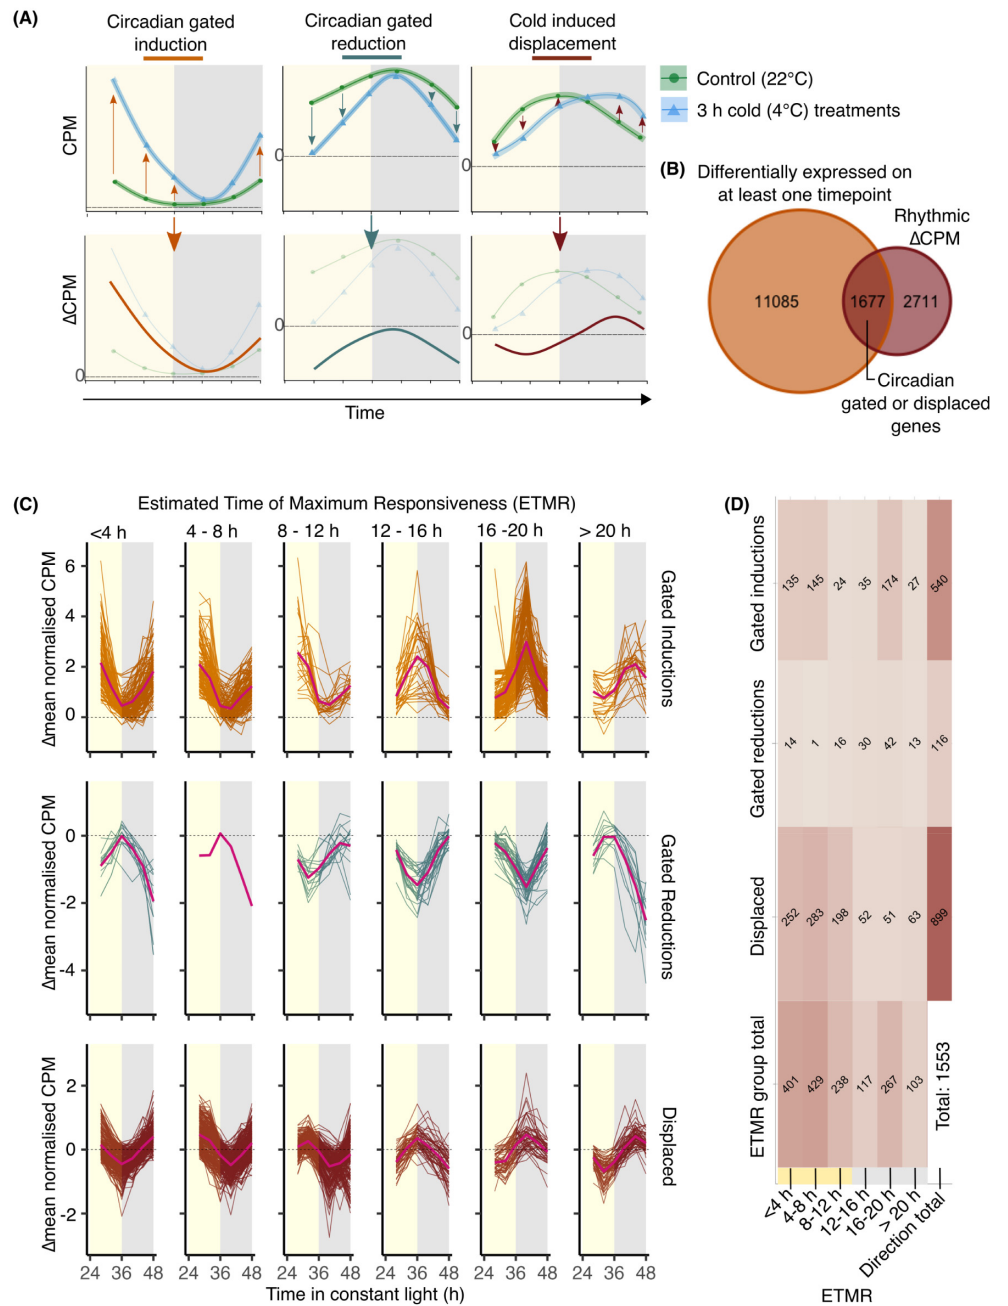 (A)
Circadian gated
induction
Circadian gated
reduction
Cold induced
displacement
Control (22°C)
3 h cold (4°C) treatments
CPM
0
0
ΔCPM
0
0
0
Time
(B)
Differentially expressed on
at least one timepoint
Rhythmic
ΔCPM
11085
1677
2711
Circadian
gated or displaced
genes
(C)
Estimated Time of Maximum Responsiveness (ETMR)
<4 h
4 - 8 h
8 - 12 h
12 - 16 h
16 -20 h
> 20 h
Δmean normalised CPM
6
4
2
0
Gated Inductions
Δmean normalised CPM
0
-2
-4
Gated Reductions
Δmean normalised CPM
2
0
-2
Displaced
24 36 48 24 36 48 24 36 48 24 36 48 24 36 48 24 36 48
Time in constant light (h)
(D)
Gated inductions
135 145 24 35 174 27 540
Gated reductions
14 1 16 30 42 13 116
Displaced
252 283 198 52 51 63 899
ETMR group total
401 429 238 117 267 103
Total: 1553
<4 h
4-8 h
8-12 h
12-16 h
16-20 h
> 20 h
Direction total
ETMR